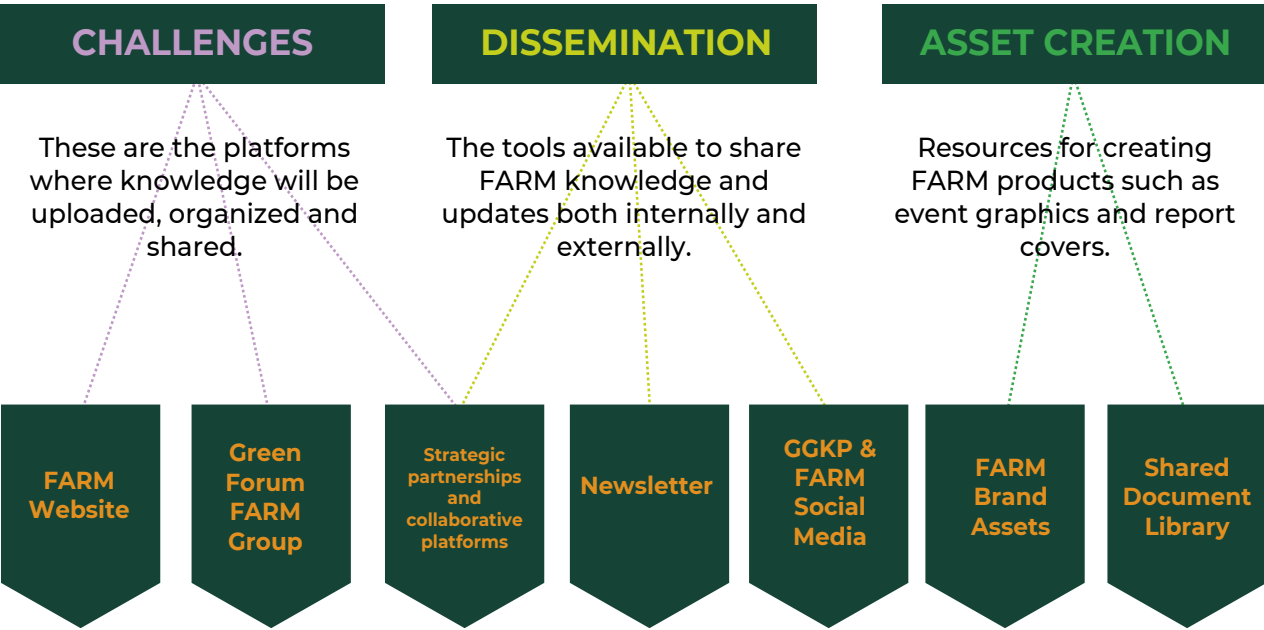 CHALLENGES
DISSEMINATION
ASSET CREATION
These are the platforms
where knowledge will be
uploaded, organized and
shared.
The tools available to share
FARM knowledge and
updates both internally and
externally.
Resources for creating
FARM products such as
event graphics and report
covers.
FARM
Website
Green
Forum
FARM
Group
Strategic
partnerships
and
collaborative
platforms
Newsletter
GGKP &
FARM
Social
Media
FARM
Brand
Assets
Shared
Document
Library